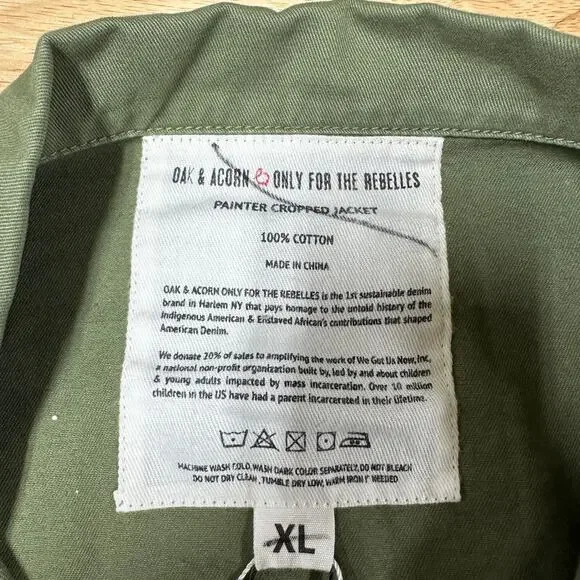 OAK & ACORN ONLY FOR THE REBELLES
PAINTER CROPPED JACKET
100% COTTON
MADE IN CHINA
OAK & ACORN ONLY FOR THE REBELLES is the 1st sustainable denim
brand in Harlem NY that pays homage to the untold history of the
Indigenous American & Enslaved African's contributions that shaped
American Denim.
We donate 20% of sales to amplifying the work of We Got Us Now, Inc,
a national non-profit organization built by, led by and about children
& young adults impacted by mass incarceration. Over 10 million
children in the US have had a parent incarcerated in their lifetime.
MACHINE WASH COLD, WASH DARK COLOR SEPARATELY, DO NOT BLEACH
DO NOT DRY CLEAN, TUMBLE DRY LOW, WARM IRON IF NEEDED
XL